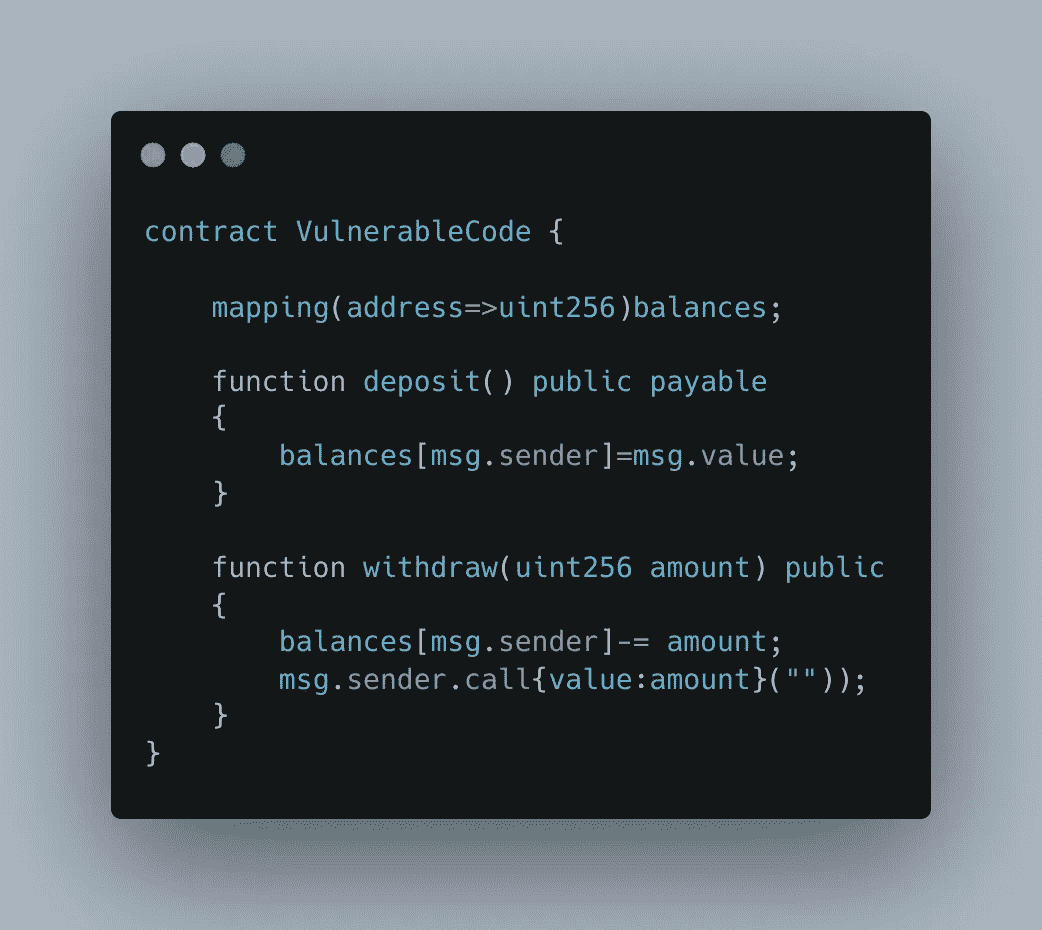 contract VulnerableCode {
    mapping(address=>uint256)balances;
    function deposit() public payable
    {
        balances[msg.sender]=msg.value;
    }
    function withdraw(uint256 amount) public
    {
        balances[msg.sender]-= amount;
        msg.sender.call{value:amount}(""));
    }
}